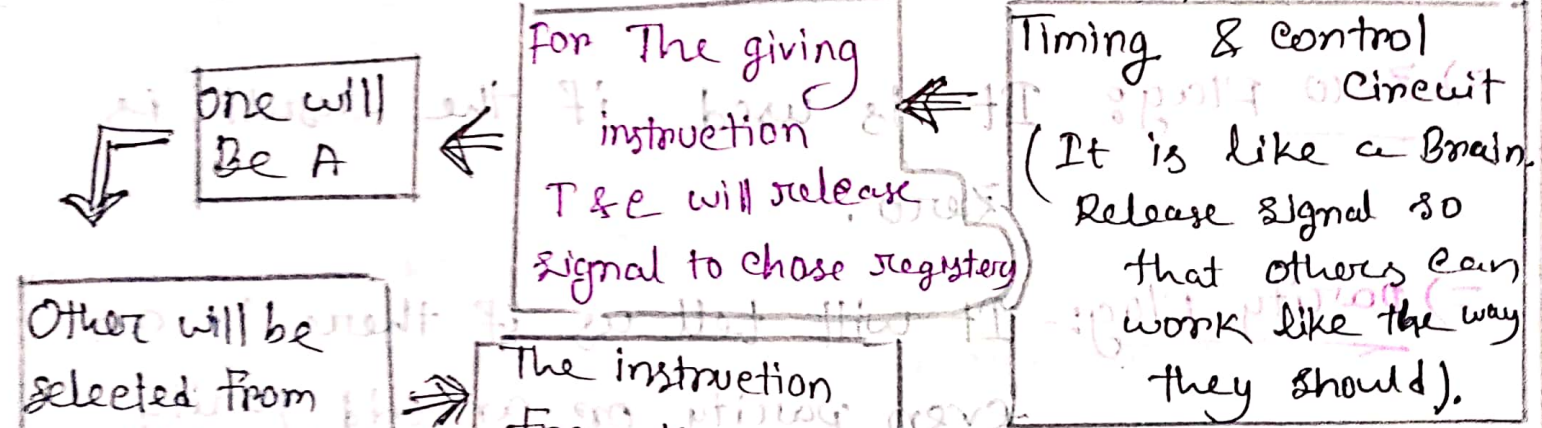 Timing & Control
Circuit
(It is like a Brain.
Release signal so
that others can
work like the way
they should).
For The giving
instruction
T & C will release
signal to chose registery
one will
Be A
Other will be
selected from
The instruction